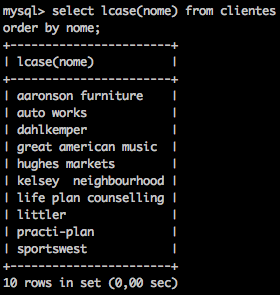 mysql> select lcase(nome) from clientes
order by nome;
+-----------------------+
| lcase(nome)           |
+-----------------------+
| aaronson furniture    |
| auto works            |
| dahlkemper            |
| great american music  |
| hughes markets        |
| kelsey  neighbourhood |
| life plan counselling |
| littler               |
| practi-plan           |
| sportswest            |
+-----------------------+
10 rows in set (0,00 sec)